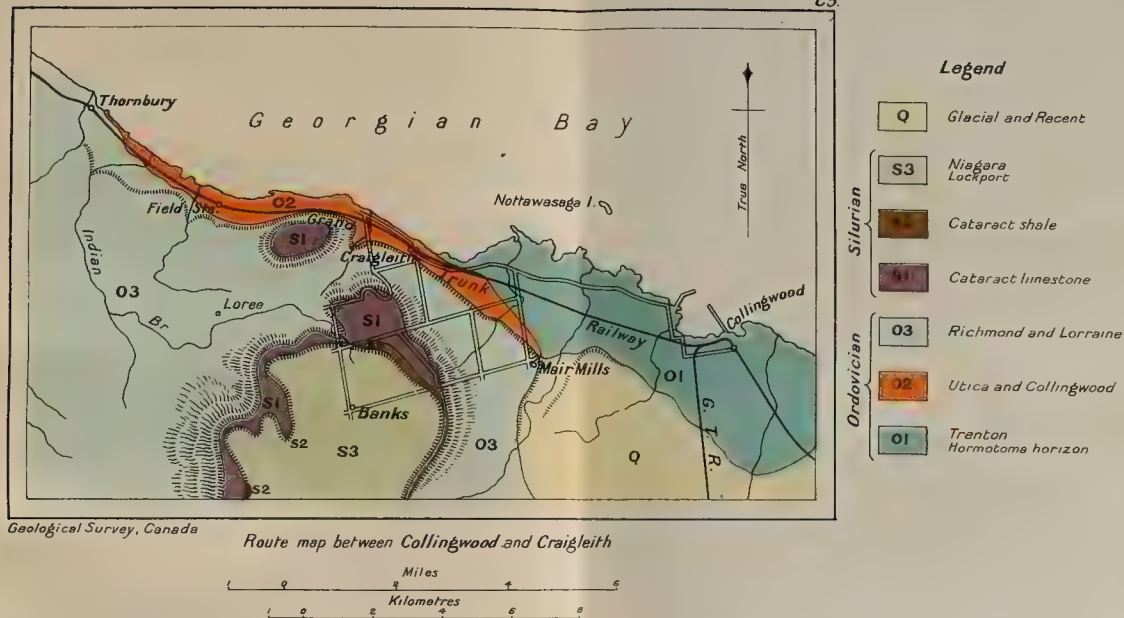 C5.
Thornbury
Georgian Bay
True North
Nottawasaga I.
Field Sta.
O2
Grand
S1
Craigleith
Trunk
Indian
Br.
O3
Loree
S1
Railway
Collingwood
Mair Mills
O1
S1
Banks
S2
S3
O3
Q
G. T. R.
S2
Geological Survey, Canada
Route map between Collingwood and Craigleith
Miles
1 0 2 4 6
Kilometres
1 0 2 4 6 8
Legend
Q Glacial and Recent
Silurian
S3 Niagara
Lockport
Cataract shale
S1 Cataract limestone
Ordovician
O3 Richmond and Lorraine
O2 Utica and Collingwood
O1 Trenton
Hormotoma horizon